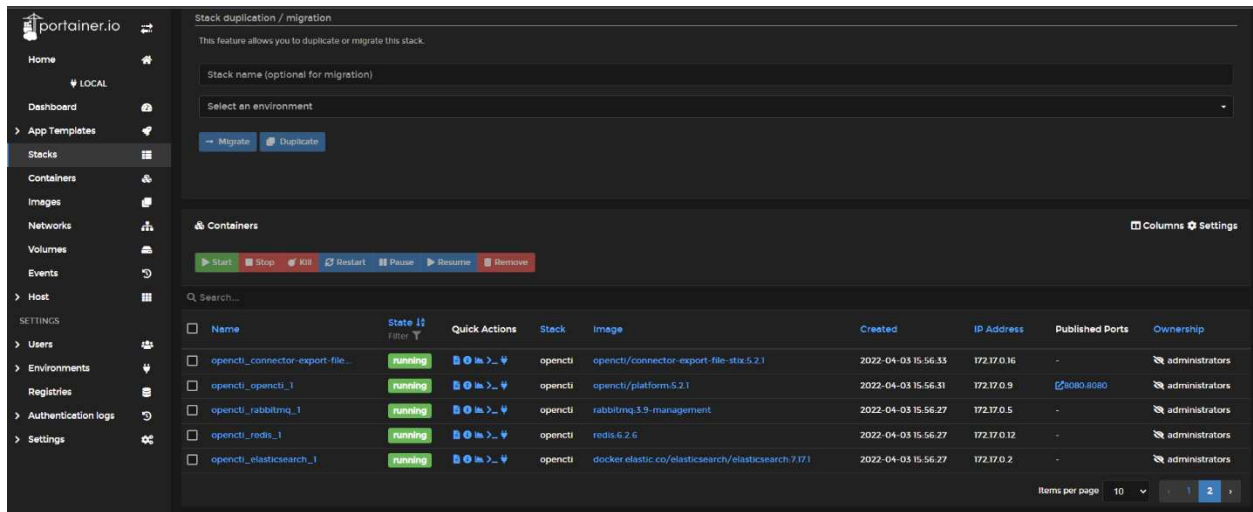 portainer.io
Home
LOCAL
Dashboard
App Templates
Stacks
Containers
Images
Networks
Volumes
Events
Host
SETTINGS
Users
Environments
Registries
Authentication logs
Settings
Stack duplication / migration
This feature allows you to duplicate or migrate this stack.
Stack name (optional for migration)
Select an environment
Migrate Duplicate
Containers Columns Settings
Start Stop Kill Restart Pause Resume Remove
Search...
Name State Filter Quick Actions Stack Image Created IP Address Published Ports Ownership
opencti_connector-export-file... running opencti opencti/connector-export-file-stix:5.2.1 2022-04-03 15:56:33 172.17.0.16 - administrators
opencti_opencti_1 running opencti opencti/platform:5.2.1 2022-04-03 15:56:31 172.17.0.9 8080:8080 administrators
opencti_rabbitmq_1 running opencti rabbitmq:3.9-management 2022-04-03 15:56:27 172.17.0.5 - administrators
opencti_redis_1 running opencti redis:6.2.6 2022-04-03 15:56:27 172.17.0.12 - administrators
opencti_elasticsearch_1 running opencti docker.elastic.co/elasticsearch/elasticsearch:7.17.1 2022-04-03 15:56:27 172.17.0.2 - administrators
Items per page 10 1 2